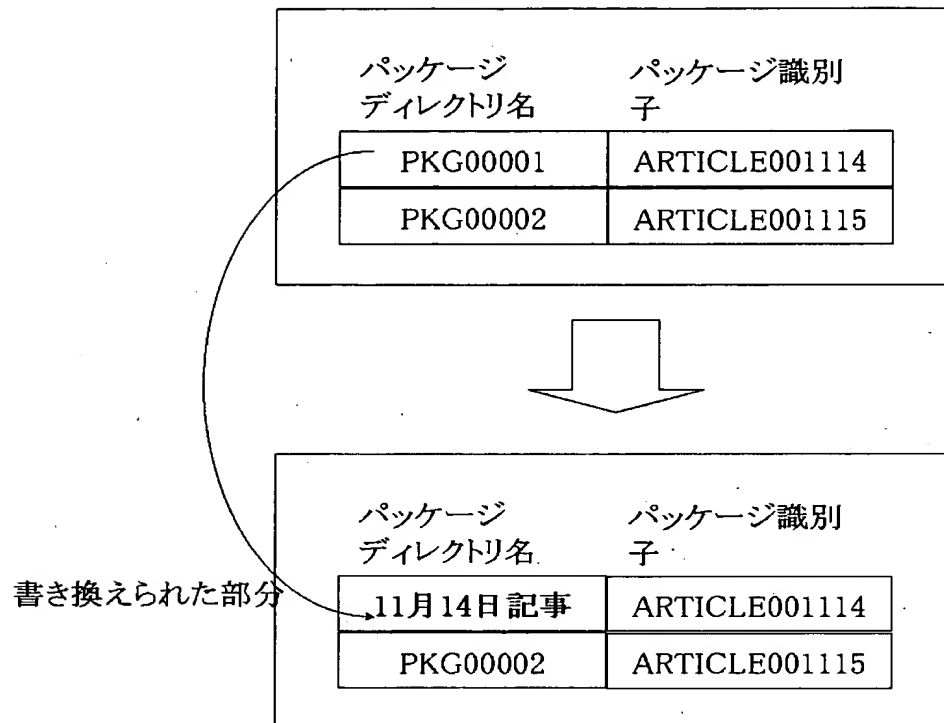 パッケージ パッケージ識別
ディレクトリ名 子
PKG00001 ARTICLE001114
PKG00002 ARTICLE001115
パッケージ パッケージ識別
ディレクトリ名 子
書き換えられた部分 11月14日記事 ARTICLE001114
PKG00002 ARTICLE001115